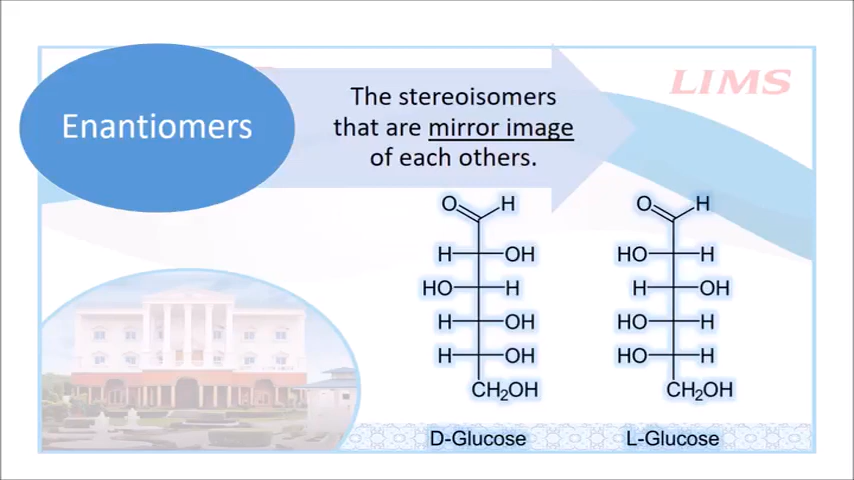 LIMS
Enantiomers
The stereoisomers
that are mirror image
of each others.
O H
H OH
HO H
H OH
H OH
CH₂OH
D-Glucose
O H
HO H
H OH
HO H
HO H
CH₂OH
L-Glucose